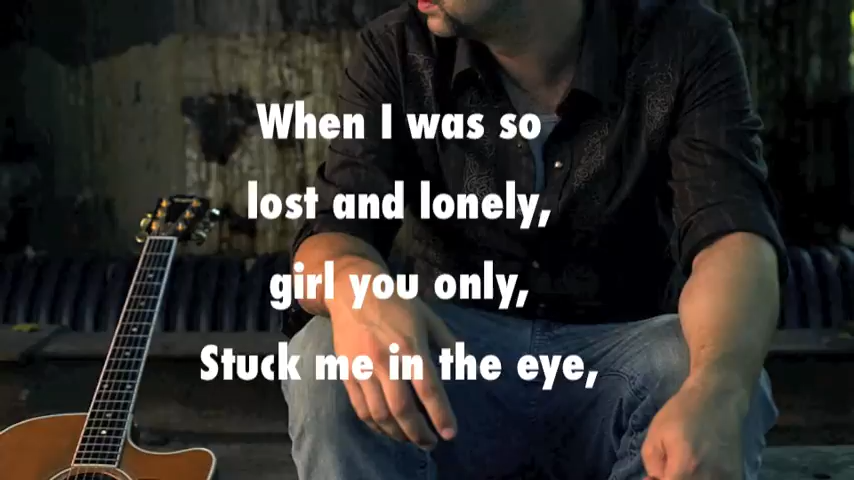 When I was so
lost and lonely,
girl you only,
Stuck me in the eye,